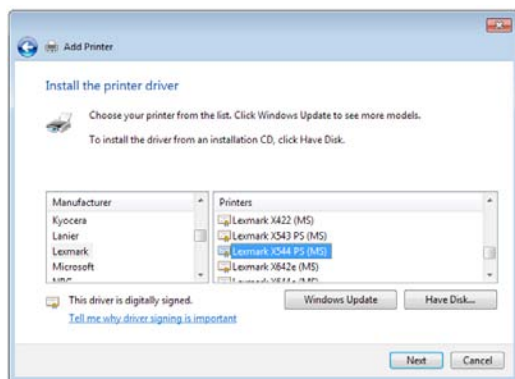 Add Printer
Install the printer driver
Choose your printer from the list. Click Windows Update to see more models.
To install the driver from an installation CD, click Have Disk.
Manufacturer
Kyocera
Lanier
Lexmark
Microsoft
Printers
Lexmark X422 (MS)
Lexmark X543 PS (MS)
Lexmark X544 PS (MS)
Lexmark X642e (MS)
This driver is digitally signed.
Tell me why driver signing is important
Windows Update
Have Disk...
Next
Cancel